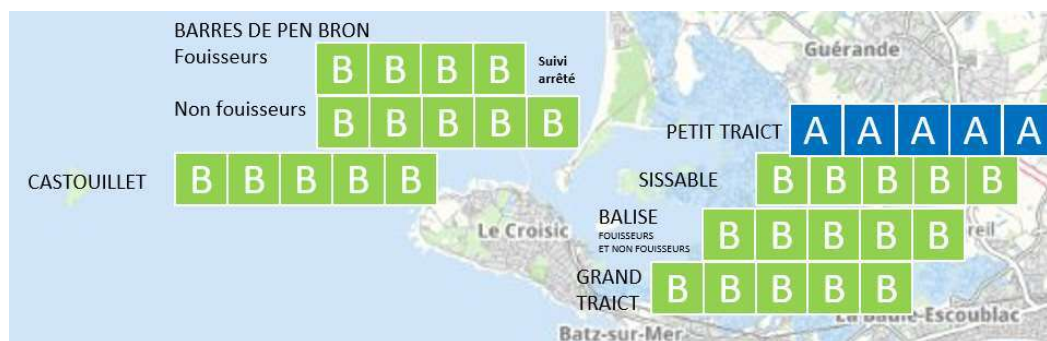 BARRES DE PEN BRON
Fouisseurs
B B B B
Suivi
arrêté
Guérande
Non fouisseurs
B B B B B
PETIT TRAICT
A A A A A
CASTOUILLET
B B B B B
SISSABLE
B B B B B
Le Croisic
BALISE
FOUISSEURS
ET NON FOUISSEURS
B B B B B
reil
GRAND
TRAICT
B B B B B
La Baule-Escoublac
Batz-sur-Mer